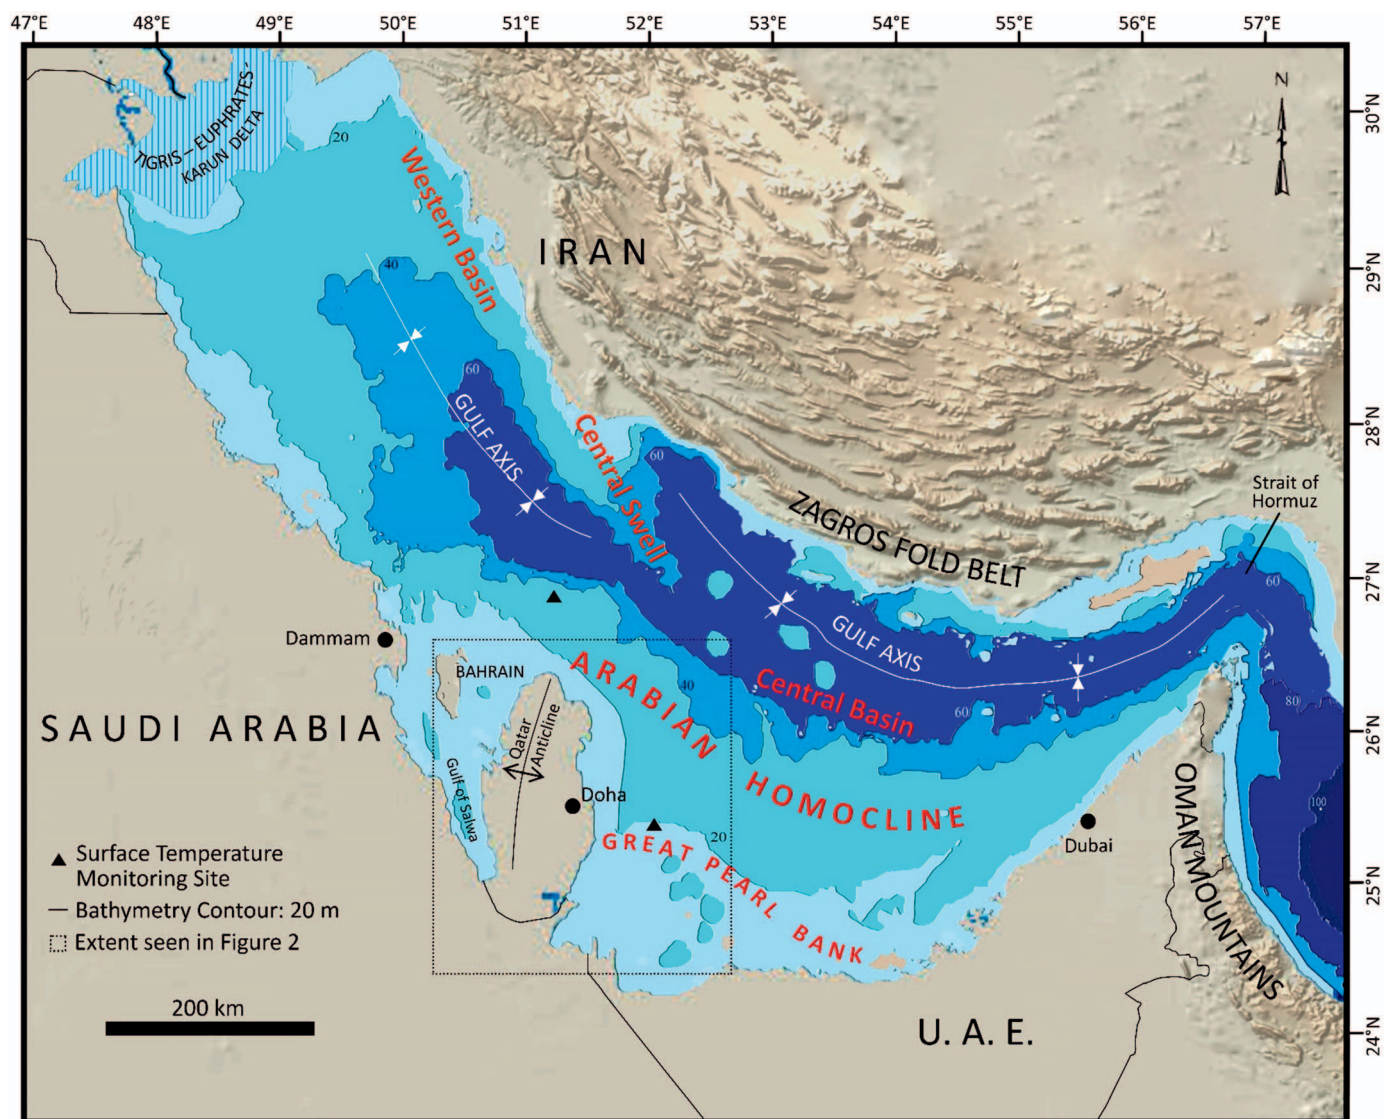 47°E 48°E 49°E 50°E 51°E 52°E 53°E 54°E 55°E 56°E 57°E
N
30°N
29°N
28°N
27°N
26°N
25°N
24°N
TIGRIS – EUPHRATES -
KARUN DELTA
20
Western Basin
IRAN
40
60
GULF AXIS
Central Swell
60
ZAGROS FOLD BELT
Strait of
Hormuz
60
GULF AXIS
Dammam
BAHRAIN
ARABIAN HOMOCLINE
40
Central Basin
60
80
100
SAUDI ARABIA
Qatar
Anticline
Gulf of Salwa
Doha
20
GREAT PEARL BANK
Dubai
OMAN MOUNTAINS
U. A. E.
Surface Temperature
Monitoring Site
Bathymetry Contour: 20 m
Extent seen in Figure 2
200 km